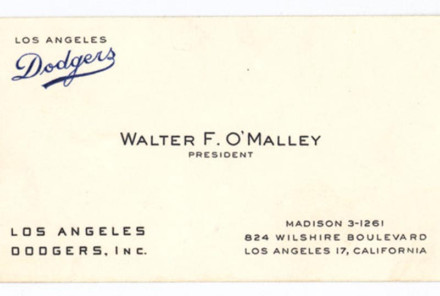 LOS ANGELES
Dodgers
WALTER F. O'MALLEY
PRESIDENT
LOS ANGELES
DODGERS, INC.
MADISON 3-1261
824 WILSHIRE BOULEVARD
LOS ANGELES 17, CALIFORNIA